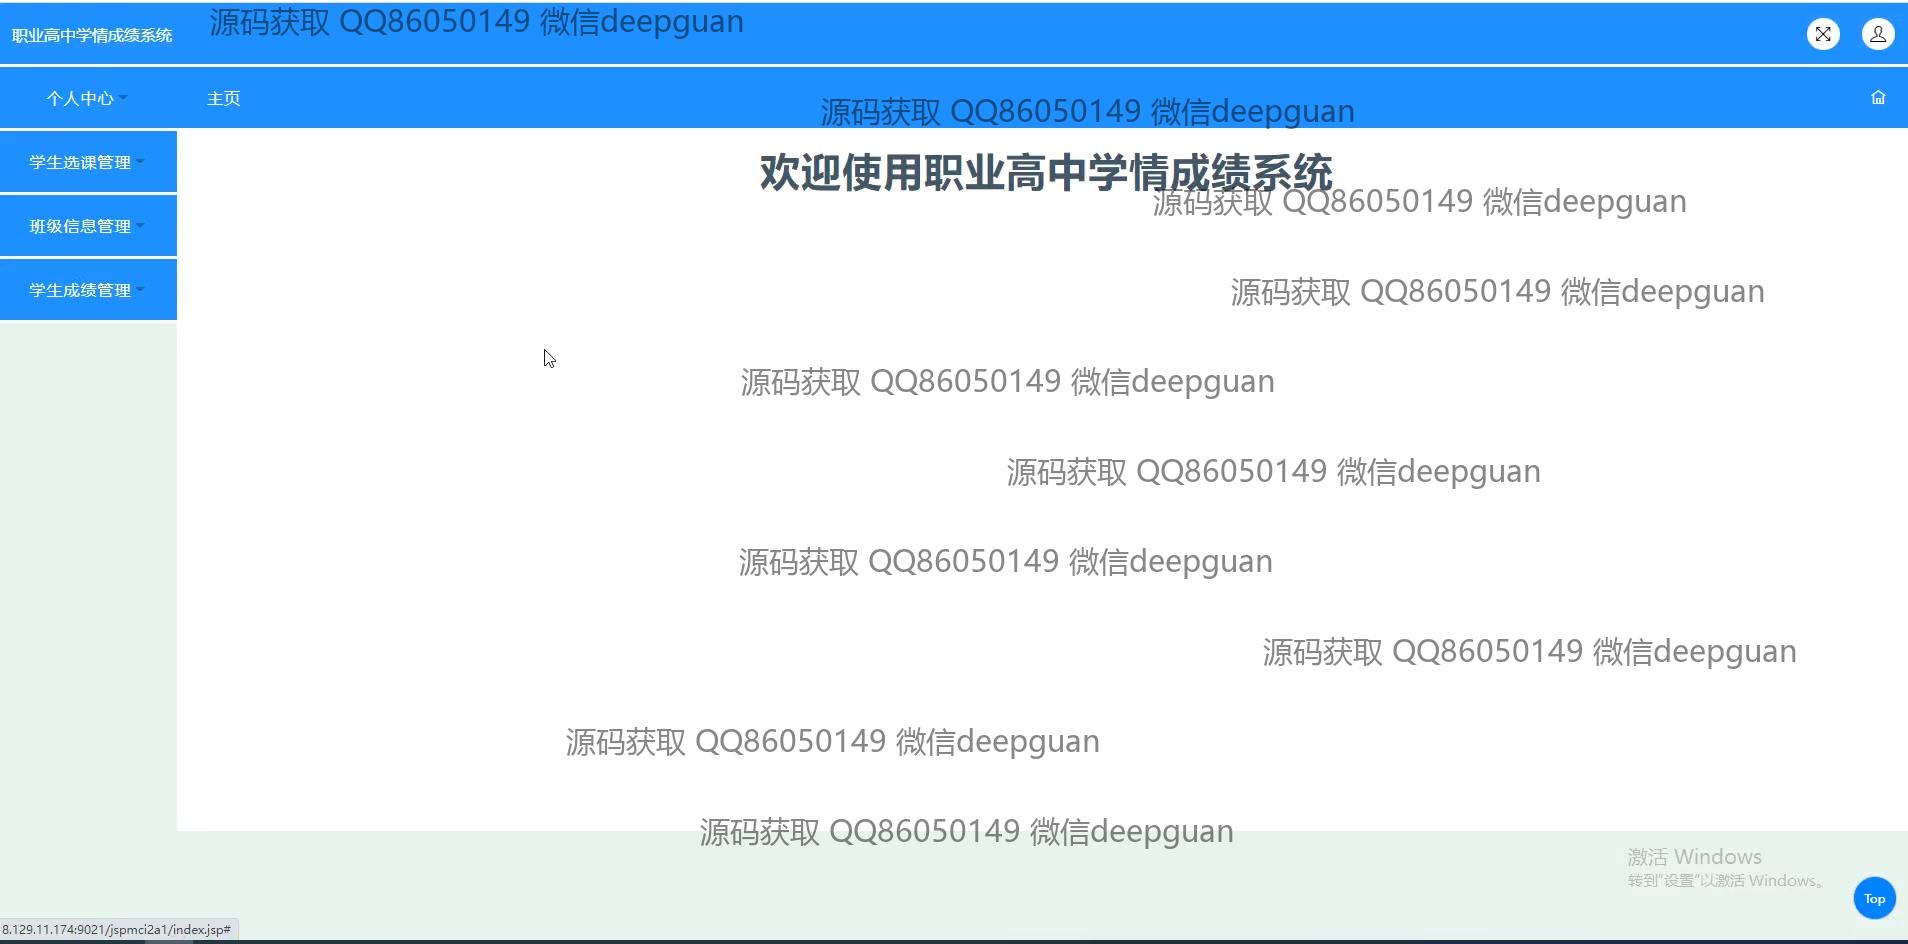 源码获取 QQ86050149 微信deepguan
职业高中学情成绩系统
个人中心
主页
源码获取 QQ86050149 微信deepguan
学生选课管理
欢迎使用职业高中学情成绩系统
源码获取 QQ86050149 微信deepguan
班级信息管理
学生成绩管理
源码获取 QQ86050149 微信deepguan
源码获取 QQ86050149 微信deepguan
源码获取 QQ86050149 微信deepguan
源码获取 QQ86050149 微信deepguan
源码获取 QQ86050149 微信deepguan
源码获取 QQ86050149 微信deepguan
源码获取 QQ86050149 微信deepguan
激活 Windows
转到"设置"以激活 Windows。
Top
8.129.11.174:9021/jspmci2a1/index.jsp#